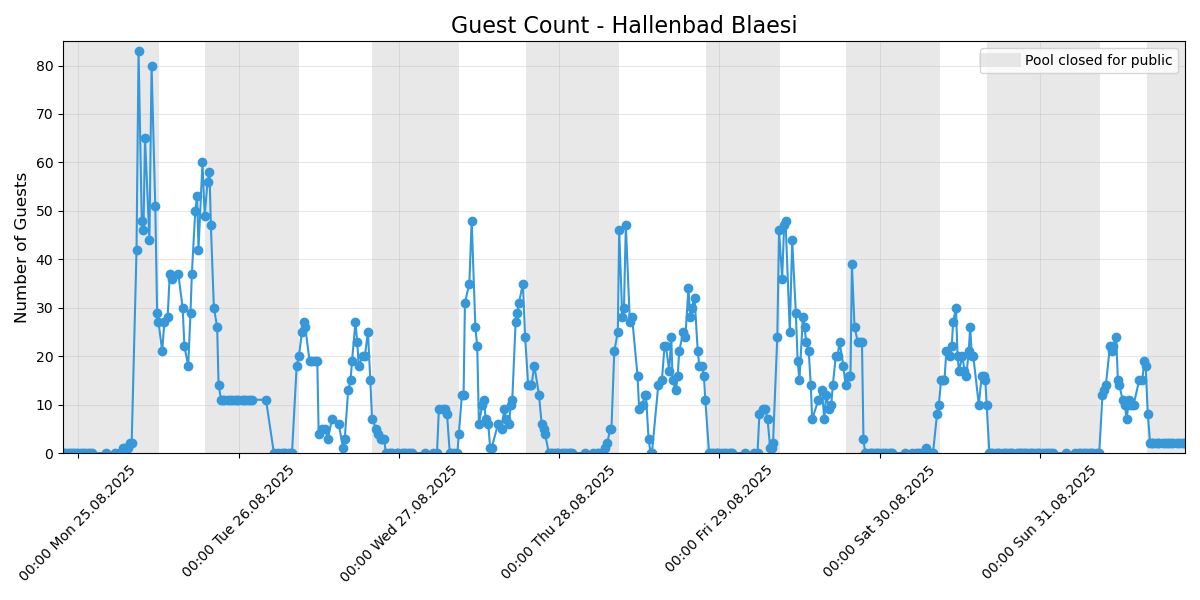 Guest Count - Hallenbad Blaesi
Pool closed for public
Number of Guests
80
70
60
50
40
30
20
10
0
00:00 Mon 25.08.2025
00:00 Tue 26.08.2025
00:00 Wed 27.08.2025
00:00 Thu 28.08.2025
00:00 Fri 29.08.2025
00:00 Sat 30.08.2025
00:00 Sun 31.08.2025